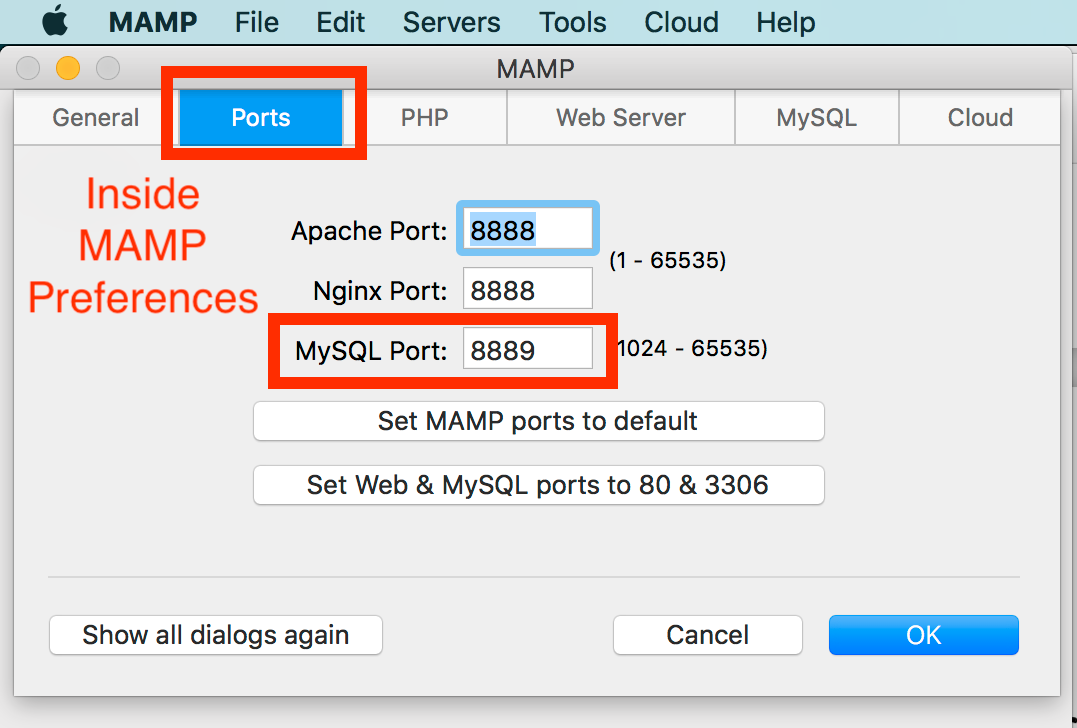 MAMP File Edit Servers Tools Cloud Help
MAMP
General Ports PHP Web Server MySQL Cloud
Inside
MAMP
Preferences
Apache Port: 8888
(1 - 65535)
Nginx Port: 8888
MySQL Port: 8889 1024 - 65535)
Set MAMP ports to default
Set Web & MySQL ports to 80 & 3306
Show all dialogs again Cancel OK